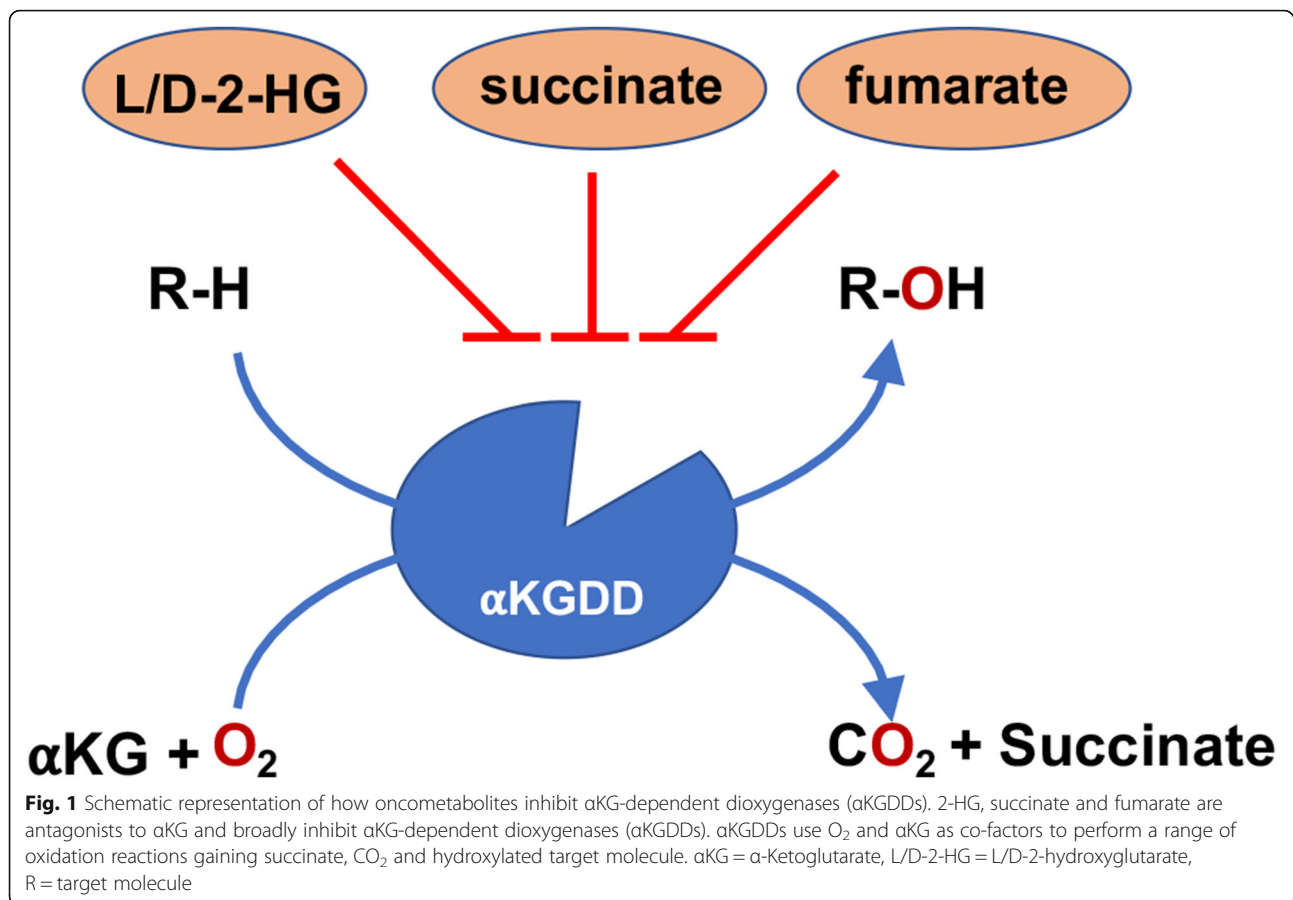 L/D-2-HG succinate fumarate
R-H R-OH
αKGDD
αKG + O₂ CO₂ + Succinate
Fig. 1 Schematic representation of how oncometabolites inhibit αKG-dependent dioxygenases (αKGDDs). 2-HG, succinate and fumarate are
antagonists to αKG and broadly inhibit αKG-dependent dioxygenases (αKGDDs). αKGDDs use O₂ and αKG as co-factors to perform a range of
oxidation reactions gaining succinate, CO₂ and hydroxylated target molecule. αKG = α-Ketoglutarate, L/D-2-HG = L/D-2-hydroxyglutarate,
R = target molecule